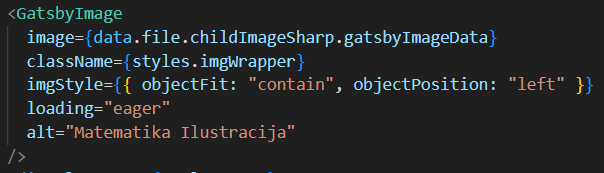 <GatsbyImage
image={data.file.childImageSharp.gatsbyImageData}
className={styles.imgWrapper}
imgStyle={{ objectFit: "contain", objectPosition: "left" }}
loading="eager"
alt="Matematika Ilustracija"
/>